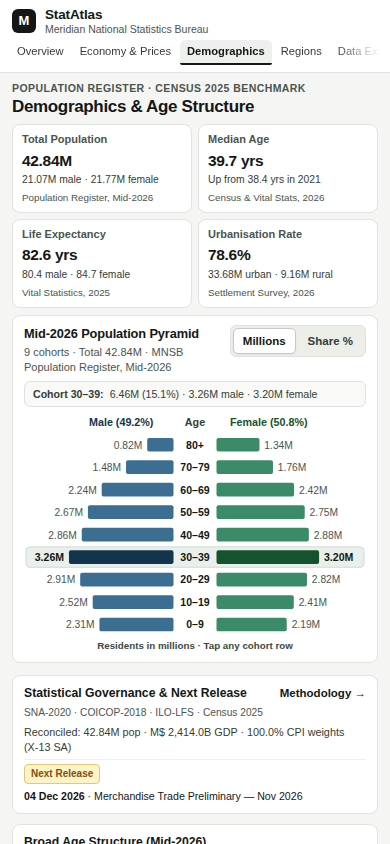 M
StatAtlas
Meridian National Statistics Bureau
Overview Economy & Prices Demographics Regions Data Ex
POPULATION REGISTER · CENSUS 2025 BENCHMARK
Demographics & Age Structure
Total Population
42.84M
21.07M male · 21.77M female
Population Register, Mid-2026
Median Age
39.7 yrs
Up from 38.4 yrs in 2021
Census & Vital Stats, 2026
Life Expectancy
82.6 yrs
80.4 male · 84.7 female
Vital Statistics, 2025
Urbanisation Rate
78.6%
33.68M urban · 9.16M rural
Settlement Survey, 2026
Mid-2026 Population Pyramid
9 cohorts · Total 42.84M · MNSB
Population Register, Mid-2026
Millions Share %
Cohort 30–39: 6.46M (15.1%) · 3.26M male · 3.20M female
Male (49.2%) Age Female (50.8%)
0.82M 80+ 1.34M
1.48M 70–79 1.76M
2.24M 60–69 2.42M
2.67M 50–59 2.75M
2.86M 40–49 2.88M
3.26M 30–39 3.20M
2.91M 20–29 2.82M
2.52M 10–19 2.41M
2.31M 0–9 2.19M
Residents in millions · Tap any cohort row
Statistical Governance & Next Release Methodology →
SNA-2020 · COICOP-2018 · ILO-LFS · Census 2025
Reconciled: 42.84M pop · M$ 2,414.0B GDP · 100.0% CPI weights
(X-13 SA)
Next Release
04 Dec 2026 · Merchandise Trade Preliminary — Nov 2026
Broad Age Structure (Mid-2026)